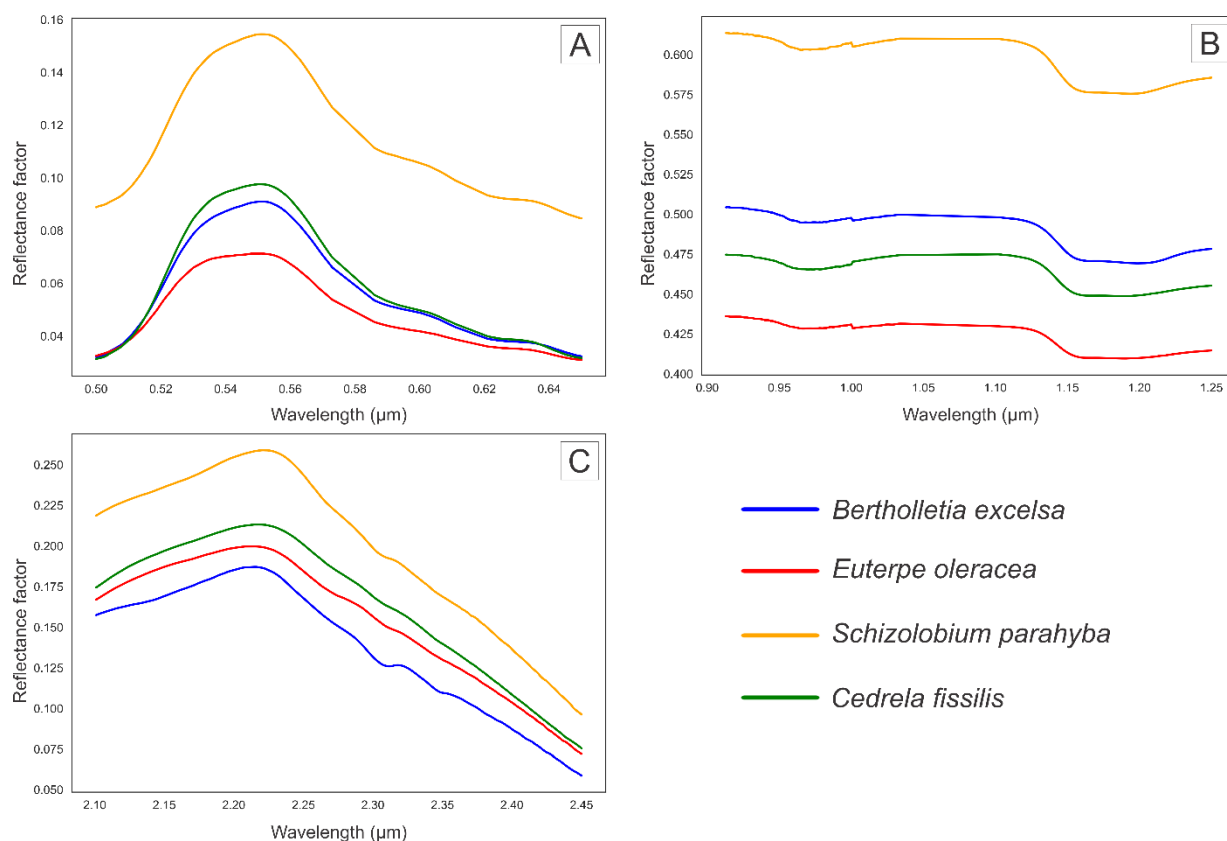 A
0.16
0.14
0.12
0.10
0.08
0.06
0.04
Reflectance factor
0.50 0.52 0.54 0.56 0.58 0.60 0.62 0.64
Wavelength (μm)
B
0.600
0.575
0.550
0.525
0.500
0.475
0.450
0.425
0.400
Reflectance factor
0.90 0.95 1.00 1.05 1.10 1.15 1.20 1.25
Wavelength (μm)
C
0.250
0.225
0.200
0.175
0.150
0.125
0.100
0.075
0.050
Reflectance factor
2.10 2.15 2.20 2.25 2.30 2.35 2.40 2.45
Wavelength (μm)
Bertholletia excelsa
Euterpe oleracea
Schizolobium parahyba
Cedrela fissilis